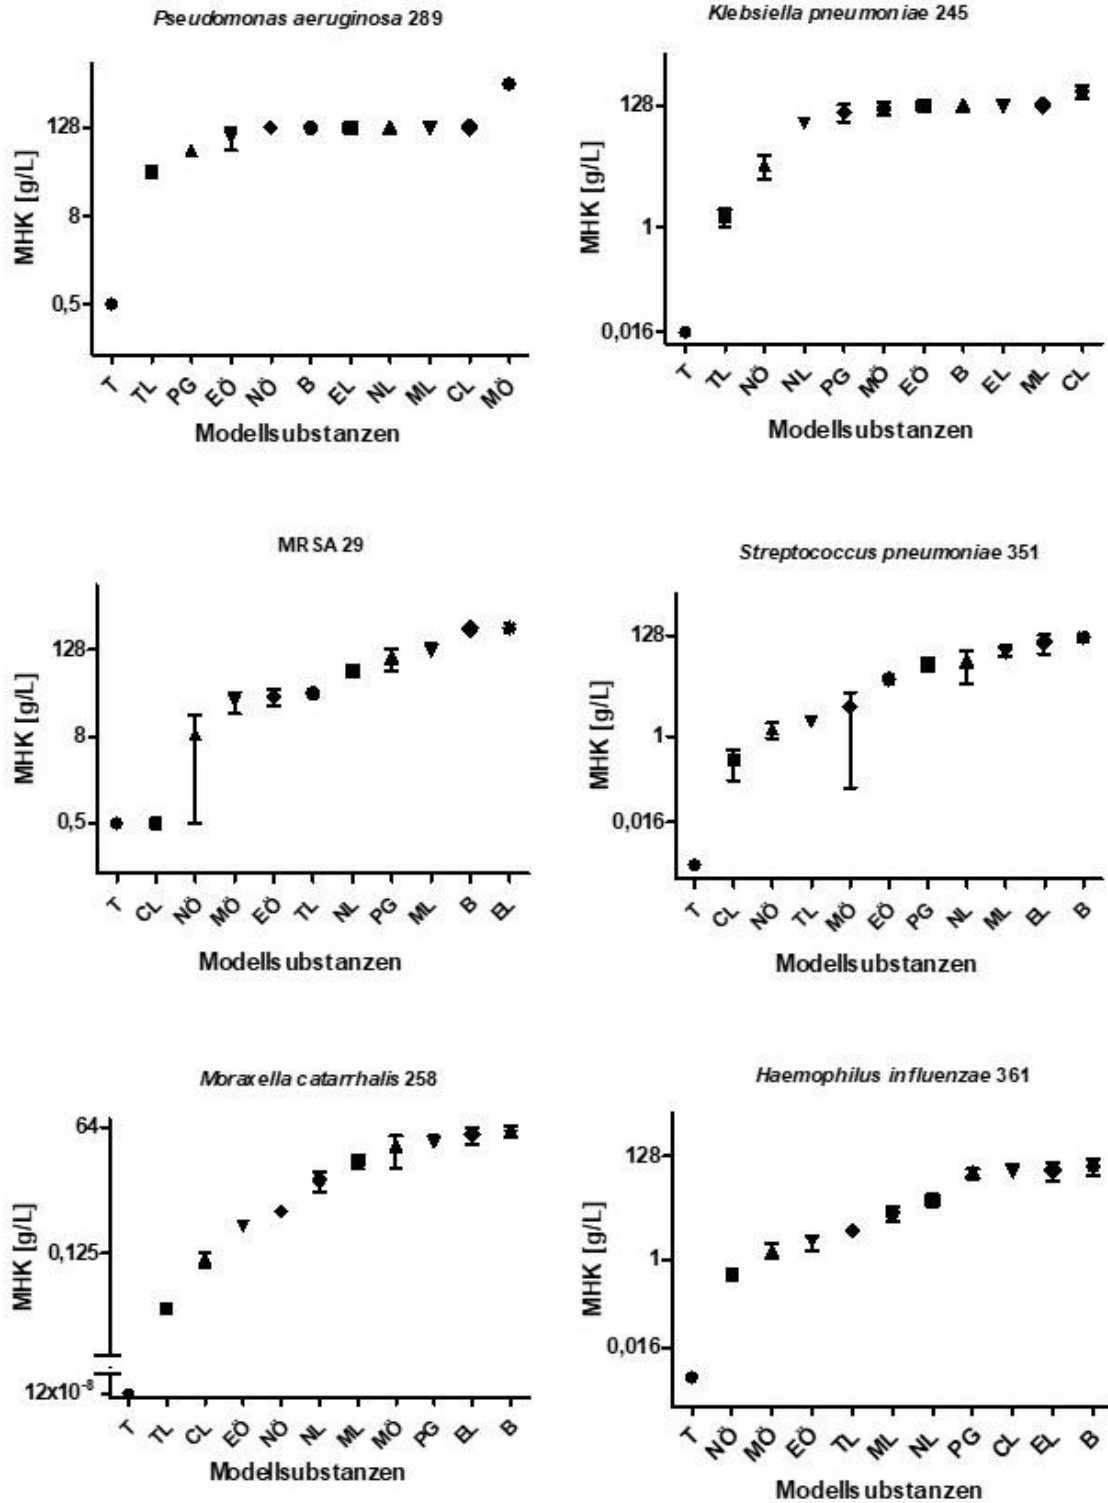 Pseudomonas aeruginosa 289
MHK [g/L]
128
8
0,5
T TL PG EÖ NÖ B EL NL ML CL MÖ
Modellsubstanzen
Klebsiella pneumoniae 245
MHK [g/L]
128
1
0,016
T TL NÖ NL PG MÖ EÖ B EL ML CL
Modellsubstanzen
MRSA 29
MHK [g/L]
128
8
0,5
T CL NÖ MÖ EÖ TL NL PG ML B EL
Modellsubstanzen
Streptococcus pneumoniae 351
MHK [g/L]
128
1
0,016
T CL NÖ TL MÖ EÖ PG NL ML EL B
Modellsubstanzen
Moraxella catarrhalis 258
MHK [g/L]
64
0,125
12x10⁻⁸
T TL CL EÖ NÖ NL ML MÖ PG EL B
Modellsubstanzen
Haemophilus influenzae 361
MHK [g/L]
128
1
0,016
T NÖ MÖ EÖ TL ML NL PG CL EL B
Modellsubstanzen